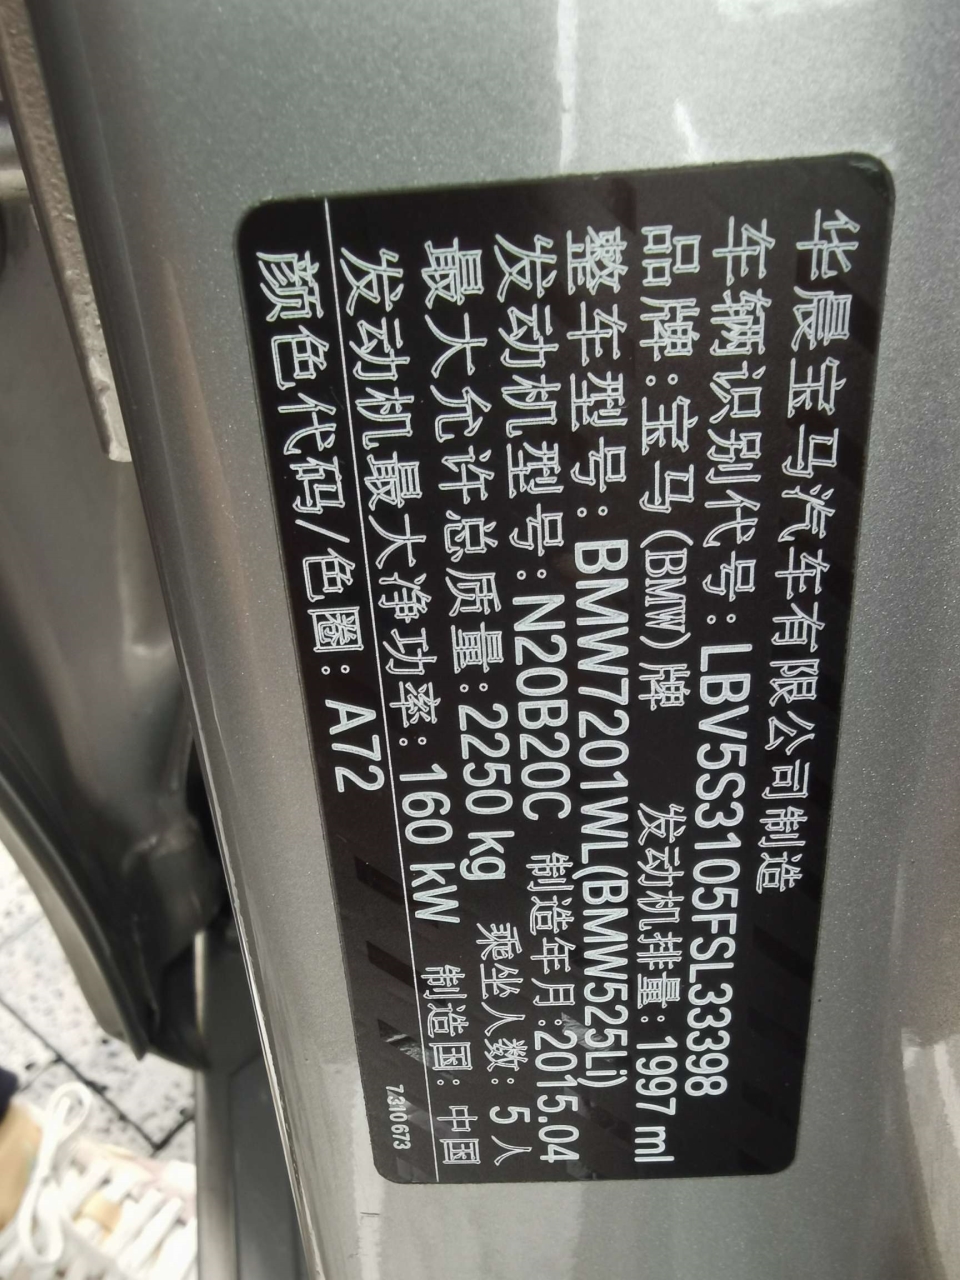 华晨宝马汽车有限公司制造
车辆识别代号：LBV5S3105FSL33398
品牌：宝马（BMW）牌 发动机排量：1997 ml
整车型号：BMW7201WL(BMW525Li)
发动机型号：N20B20C 制造年月：2015.04
最大允许总质量：2250 kg 乘坐人数：5 人
发动机最大净功率：160 kW 制造国：中国
颜色代码/色圈：A72
7.310 673